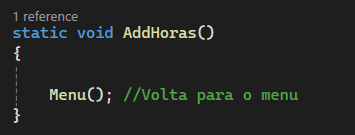 1 reference
static void AddHoras()
{
Menu(); //Volta para o menu
}